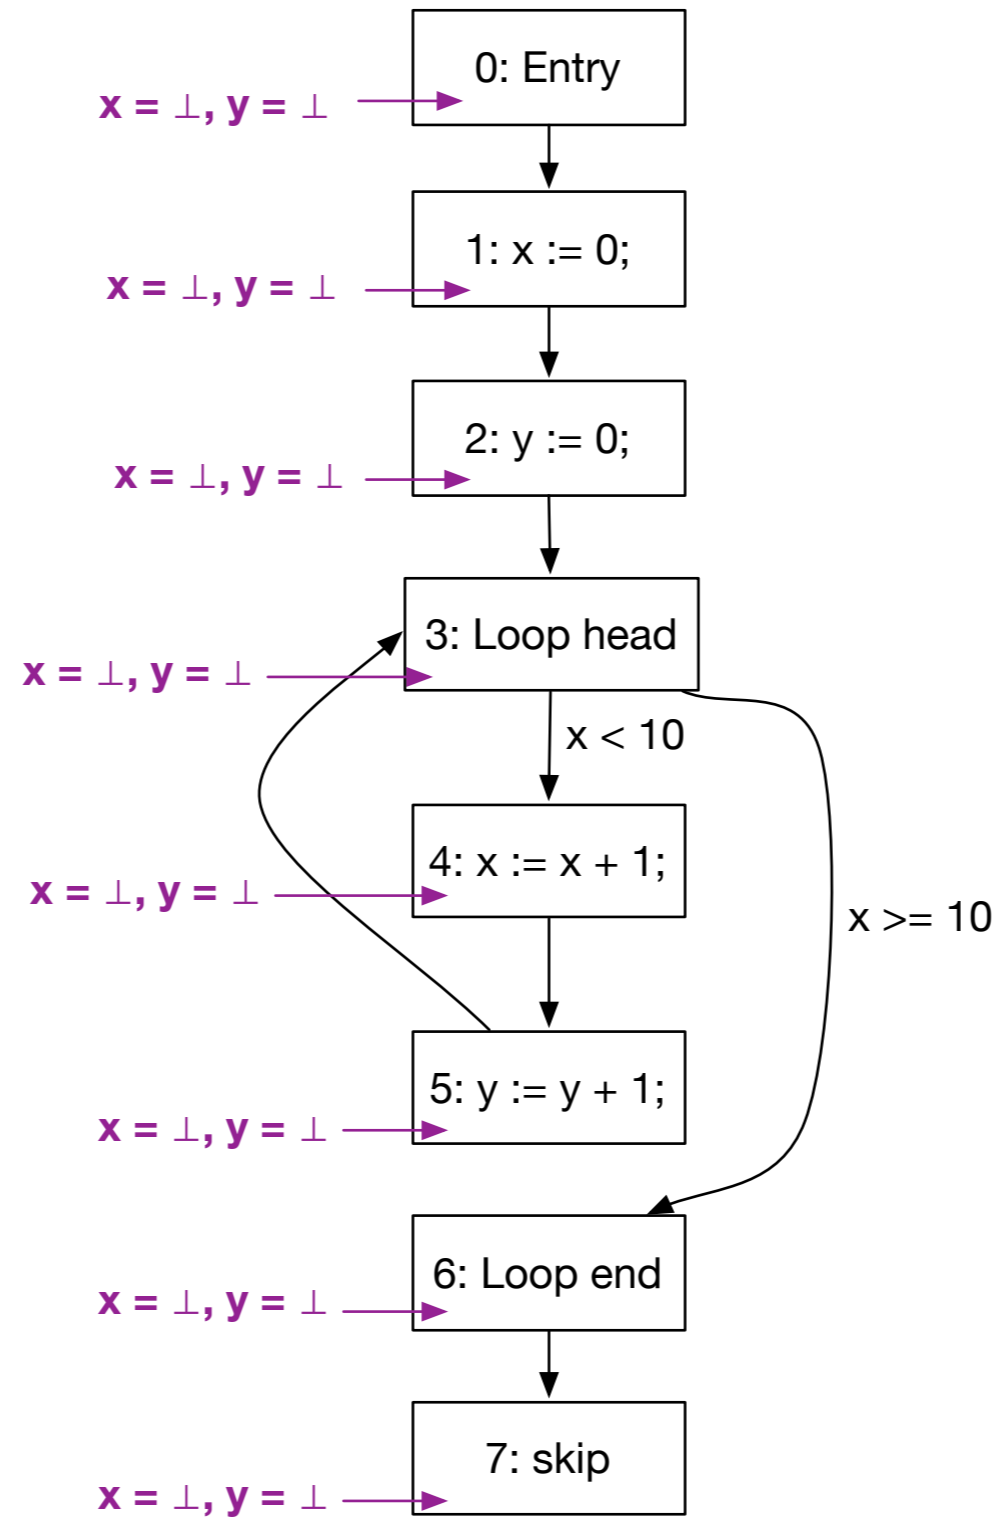 0: Entry
x = ⊥, y = ⊥
1: x := 0;
x = ⊥, y = ⊥
2: y := 0;
x = ⊥, y = ⊥
3: Loop head
x = ⊥, y = ⊥
x < 10
4: x := x + 1;
x = ⊥, y = ⊥
x >= 10
5: y := y + 1;
x = ⊥, y = ⊥
6: Loop end
x = ⊥, y = ⊥
7: skip
x = ⊥, y = ⊥